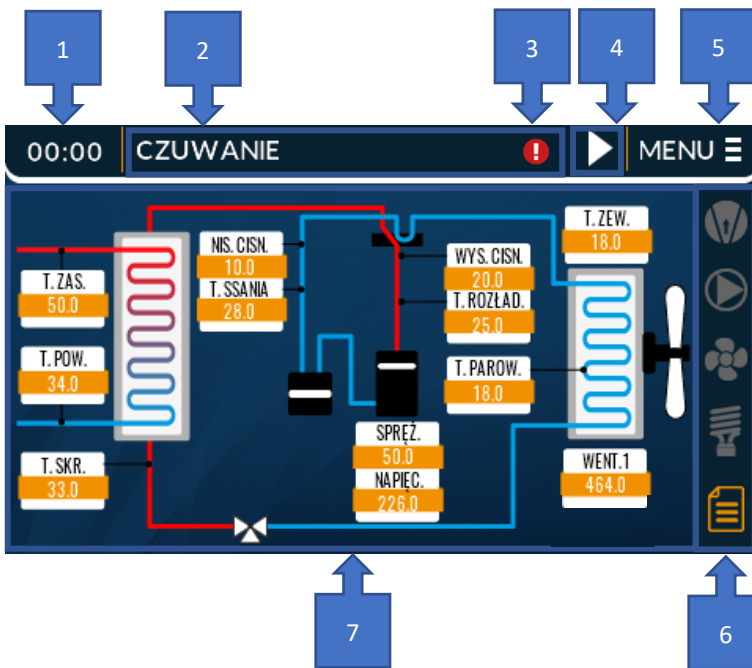 1
2
3
4
5
00:00
CZUWANIE
!
MENU
T. ZAS.
50.0
T. POW.
34.0
T. SKR.
33.0
NIS. CISN.
10.0
T. SSANIA
28.0
WYS. CISN.
20.0
T. ROZŁAD.
25.0
T. PAROW.
18.0
SPRĘŻ.
50.0
NAPIĘC.
226.0
T. ZEW.
18.0
WENT.1
464.0
7
6